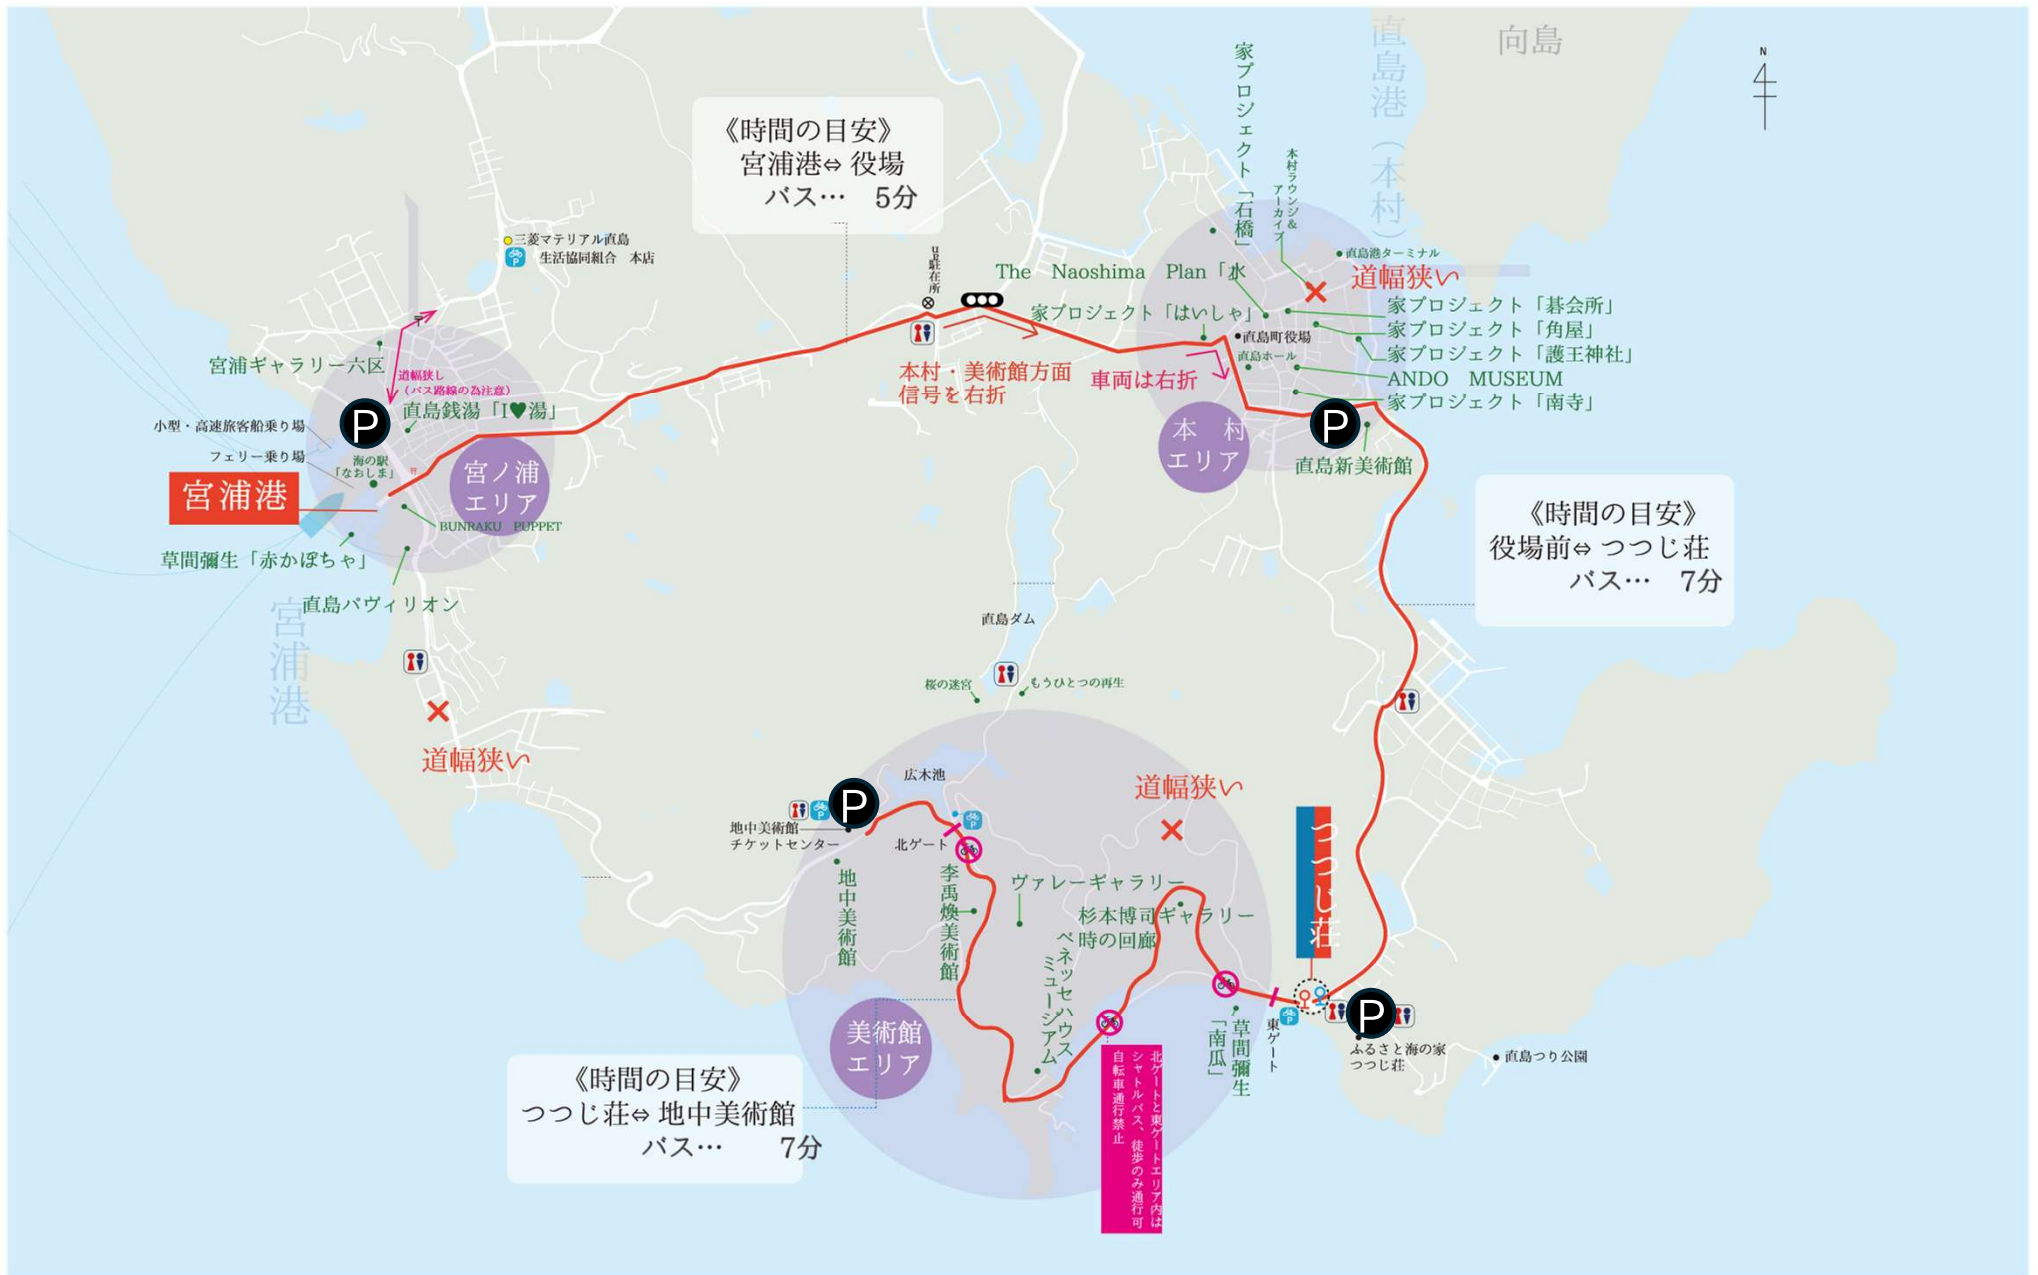 向島
直島港（本村）
N
《時間の目安》
宮浦港⇔役場
バス… 5分
家プロジェクト「石橋」
本村ラウンジ＆
アーカイブ
三菱マテリアル直島
生活協同組合 本店
P
駐在所
The Naoshima Plan「水」
直島港ターミナル
道幅狭い
家プロジェクト「はいしゃ」
家プロジェクト「碁会所」
家プロジェクト「角屋」
家プロジェクト「護王神社」
ANDO MUSEUM
家プロジェクト「南寺」
直島町役場
直島ホール
宮浦ギャラリー六区
道幅狭し
（バス路線の為注意）
本村・美術館方面
信号を右折
車両は右折
P
直島銭湯「I♥湯」
小型・高速旅客船乗り場
フェリー乗り場
海の駅
「なおしま」
宮浦港
宮ノ浦
エリア
BUNRAKU PUPPET
草間彌生「赤かぼちゃ」
直島パヴィリオン
宮浦港
本 村
エリア
P
直島新美術館
《時間の目安》
役場前⇔つつじ荘
バス… 7分
直島ダム
桜の迷宮
もうひとつの再生
道幅狭い
広木池
P
P
地中美術館
チケットセンター
北ゲート
P
地中美術館
李禹煥美術館
ヴァレーギャラリー
道幅狭い
杉本博司ギャラリー
時の回廊
ベネッセハウス
ミュージアム
つつじ荘
美術館
エリア
草間彌生
「南瓜」
東ゲート
P
P
ふるさと海の家
つつじ荘
直島つり公園
《時間の目安》
つつじ荘⇔地中美術館
バス… 7分
北ゲートと東ゲートエリア内は
シャトルバス、徒歩のみ通行可
自転車通行禁止